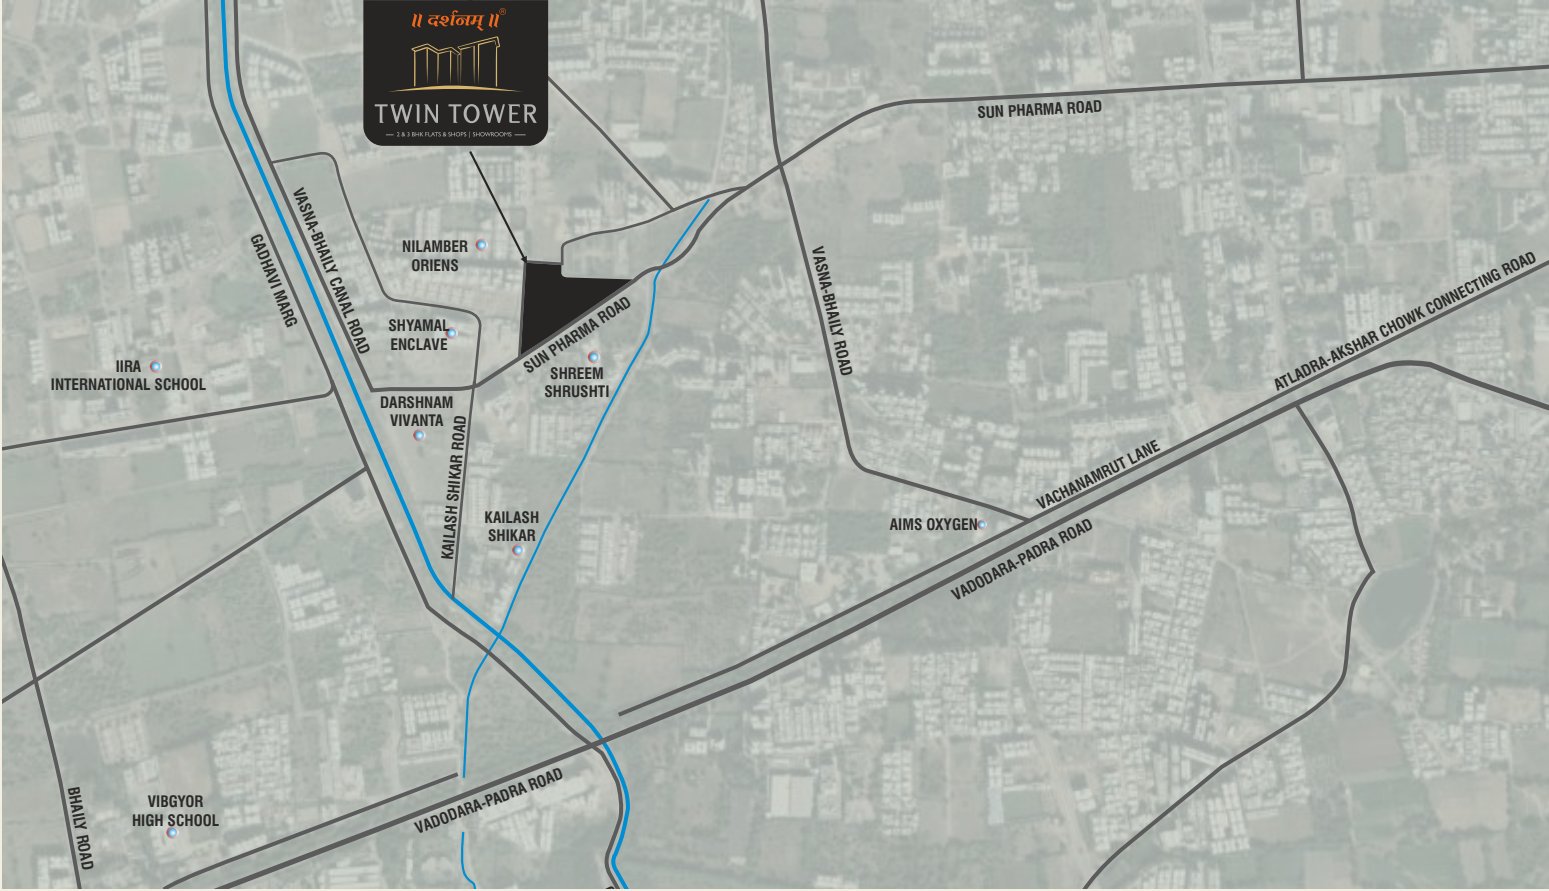 ॥ दर्शनम् ॥®
TWIN TOWER
2 & 3 BHK FLATS & SHOPS | SHOWROOMS
SUN PHARMA ROAD
VASNA-BHAILY CANAL ROAD
GADHAVI MARG
NILAMBER
ORIENS
SHYAMAL
ENCLAVE
SUN PHARMA ROAD
VASNA-BHAILY ROAD
ATLADRA-AKSHAR CHOWK CONNECTING ROAD
IIRA
INTERNATIONAL SCHOOL
SHREEM
SHRUSHTI
DARSHNAM
VIVANTA
KAILASH SHIKAR ROAD
KAILASH
SHIKAR
AIMS OXYGEN
VACHANAMRUT LANE
VADODARA-PADRA ROAD
VADODARA-PADRA ROAD
BHAILY ROAD
VIBGYOR
HIGH SCHOOL